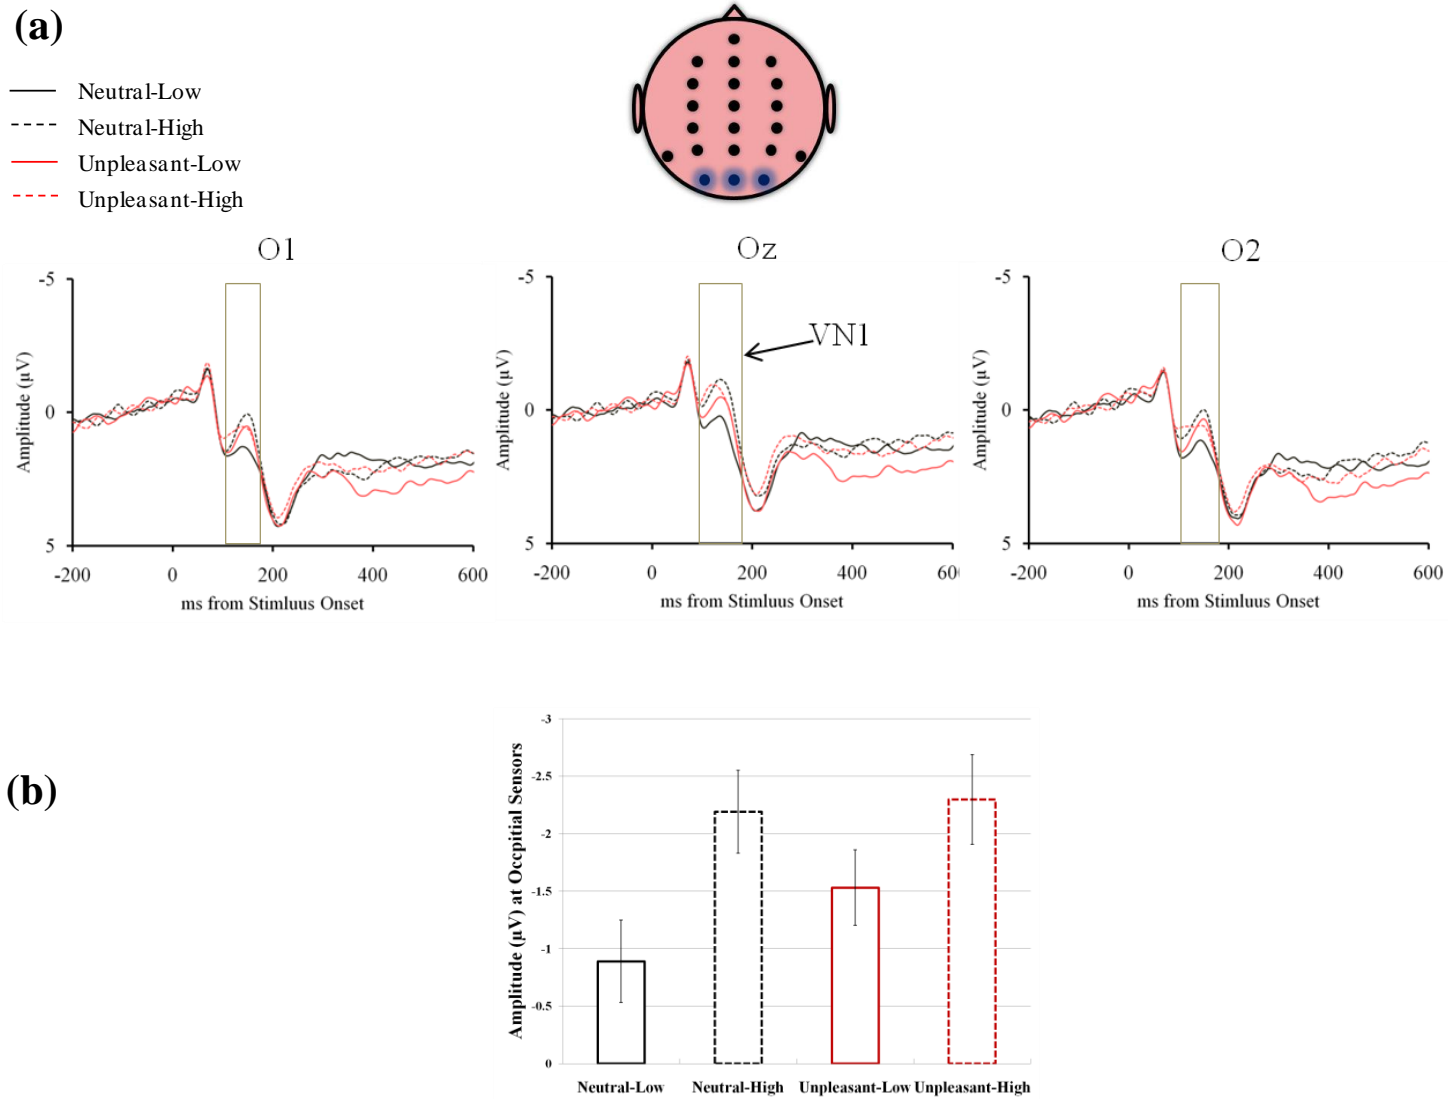 (a)
Neutral-Low
Neutral-High
Unpleasant-Low
Unpleasant-High
O1
Oz
O2
VN1
Amplitude (µV)
-5
0
5
-200 0 200 400 600
ms from Stimluus Onset
Amplitude (µV)
-5
0
5
-200 0 200 400 600
ms from Stimluus Onset
Amplitude (µV)
-5
0
5
-200 0 200 400 600
ms from Stimluus Onset
(b)
Amplitude (µV) at Occpitial Sensors
-3
-2.5
-2
-1.5
-1
-0.5
0
Neutral-Low Neutral-High Unpleasant-Low Unpleasant-High